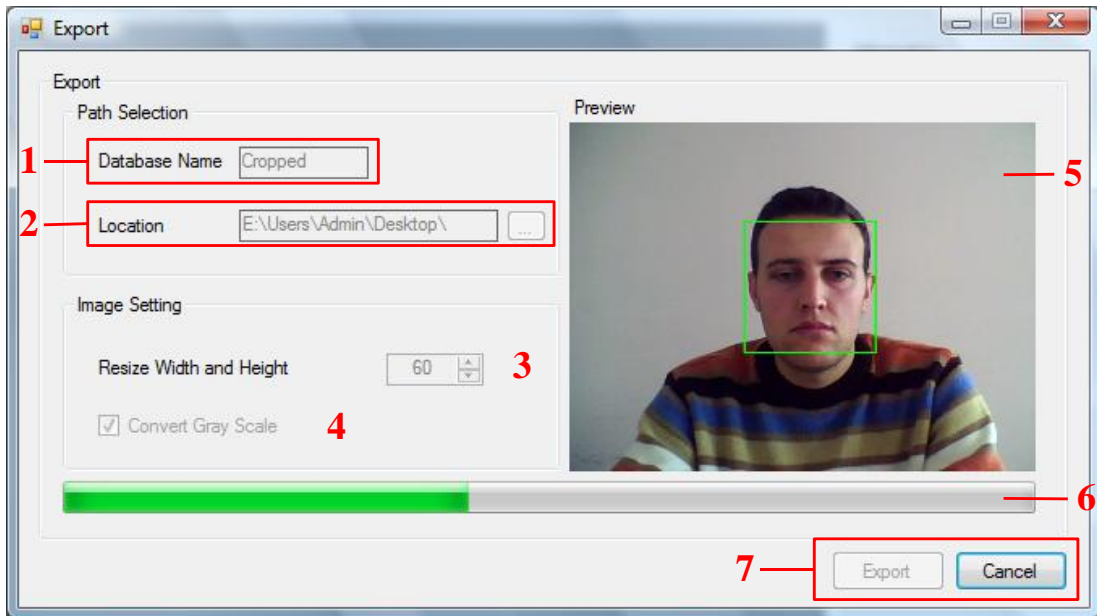 Export
Export
Path Selection
Preview
1
Database Name Cropped
5
2
Location E:\Users\Admin\Desktop\ ...
Image Setting
Resize Width and Height 60 3
Convert Gray Scale 4
6
7
Export Cancel